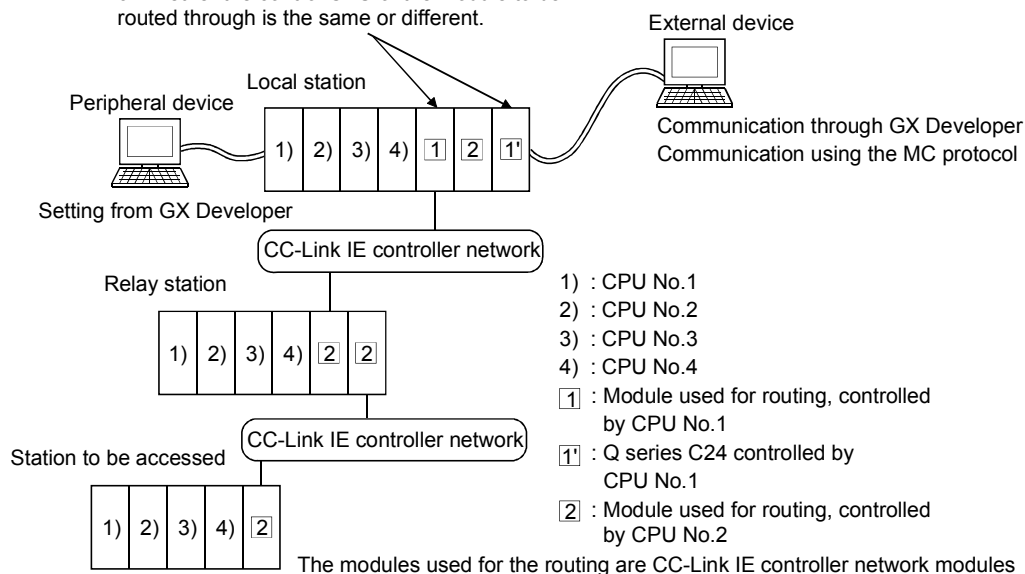 routed through is the same or different.
External device
Local station
Peripheral device
1) 2) 3) 4) 1 2 1'
Communication through GX Developer
Communication using the MC protocol
Setting from GX Developer
CC-Link IE controller network
Relay station
1) 2) 3) 4) 2 2
1) : CPU No.1
2) : CPU No.2
3) : CPU No.3
4) : CPU No.4
1 : Module used for routing, controlled
by CPU No.1
1' : Q series C24 controlled by
CPU No.1
2 : Module used for routing, controlled
by CPU No.2
CC-Link IE controller network
Station to be accessed
1) 2) 3) 4) 2
The modules used for the routing are CC-Link IE controller network modules